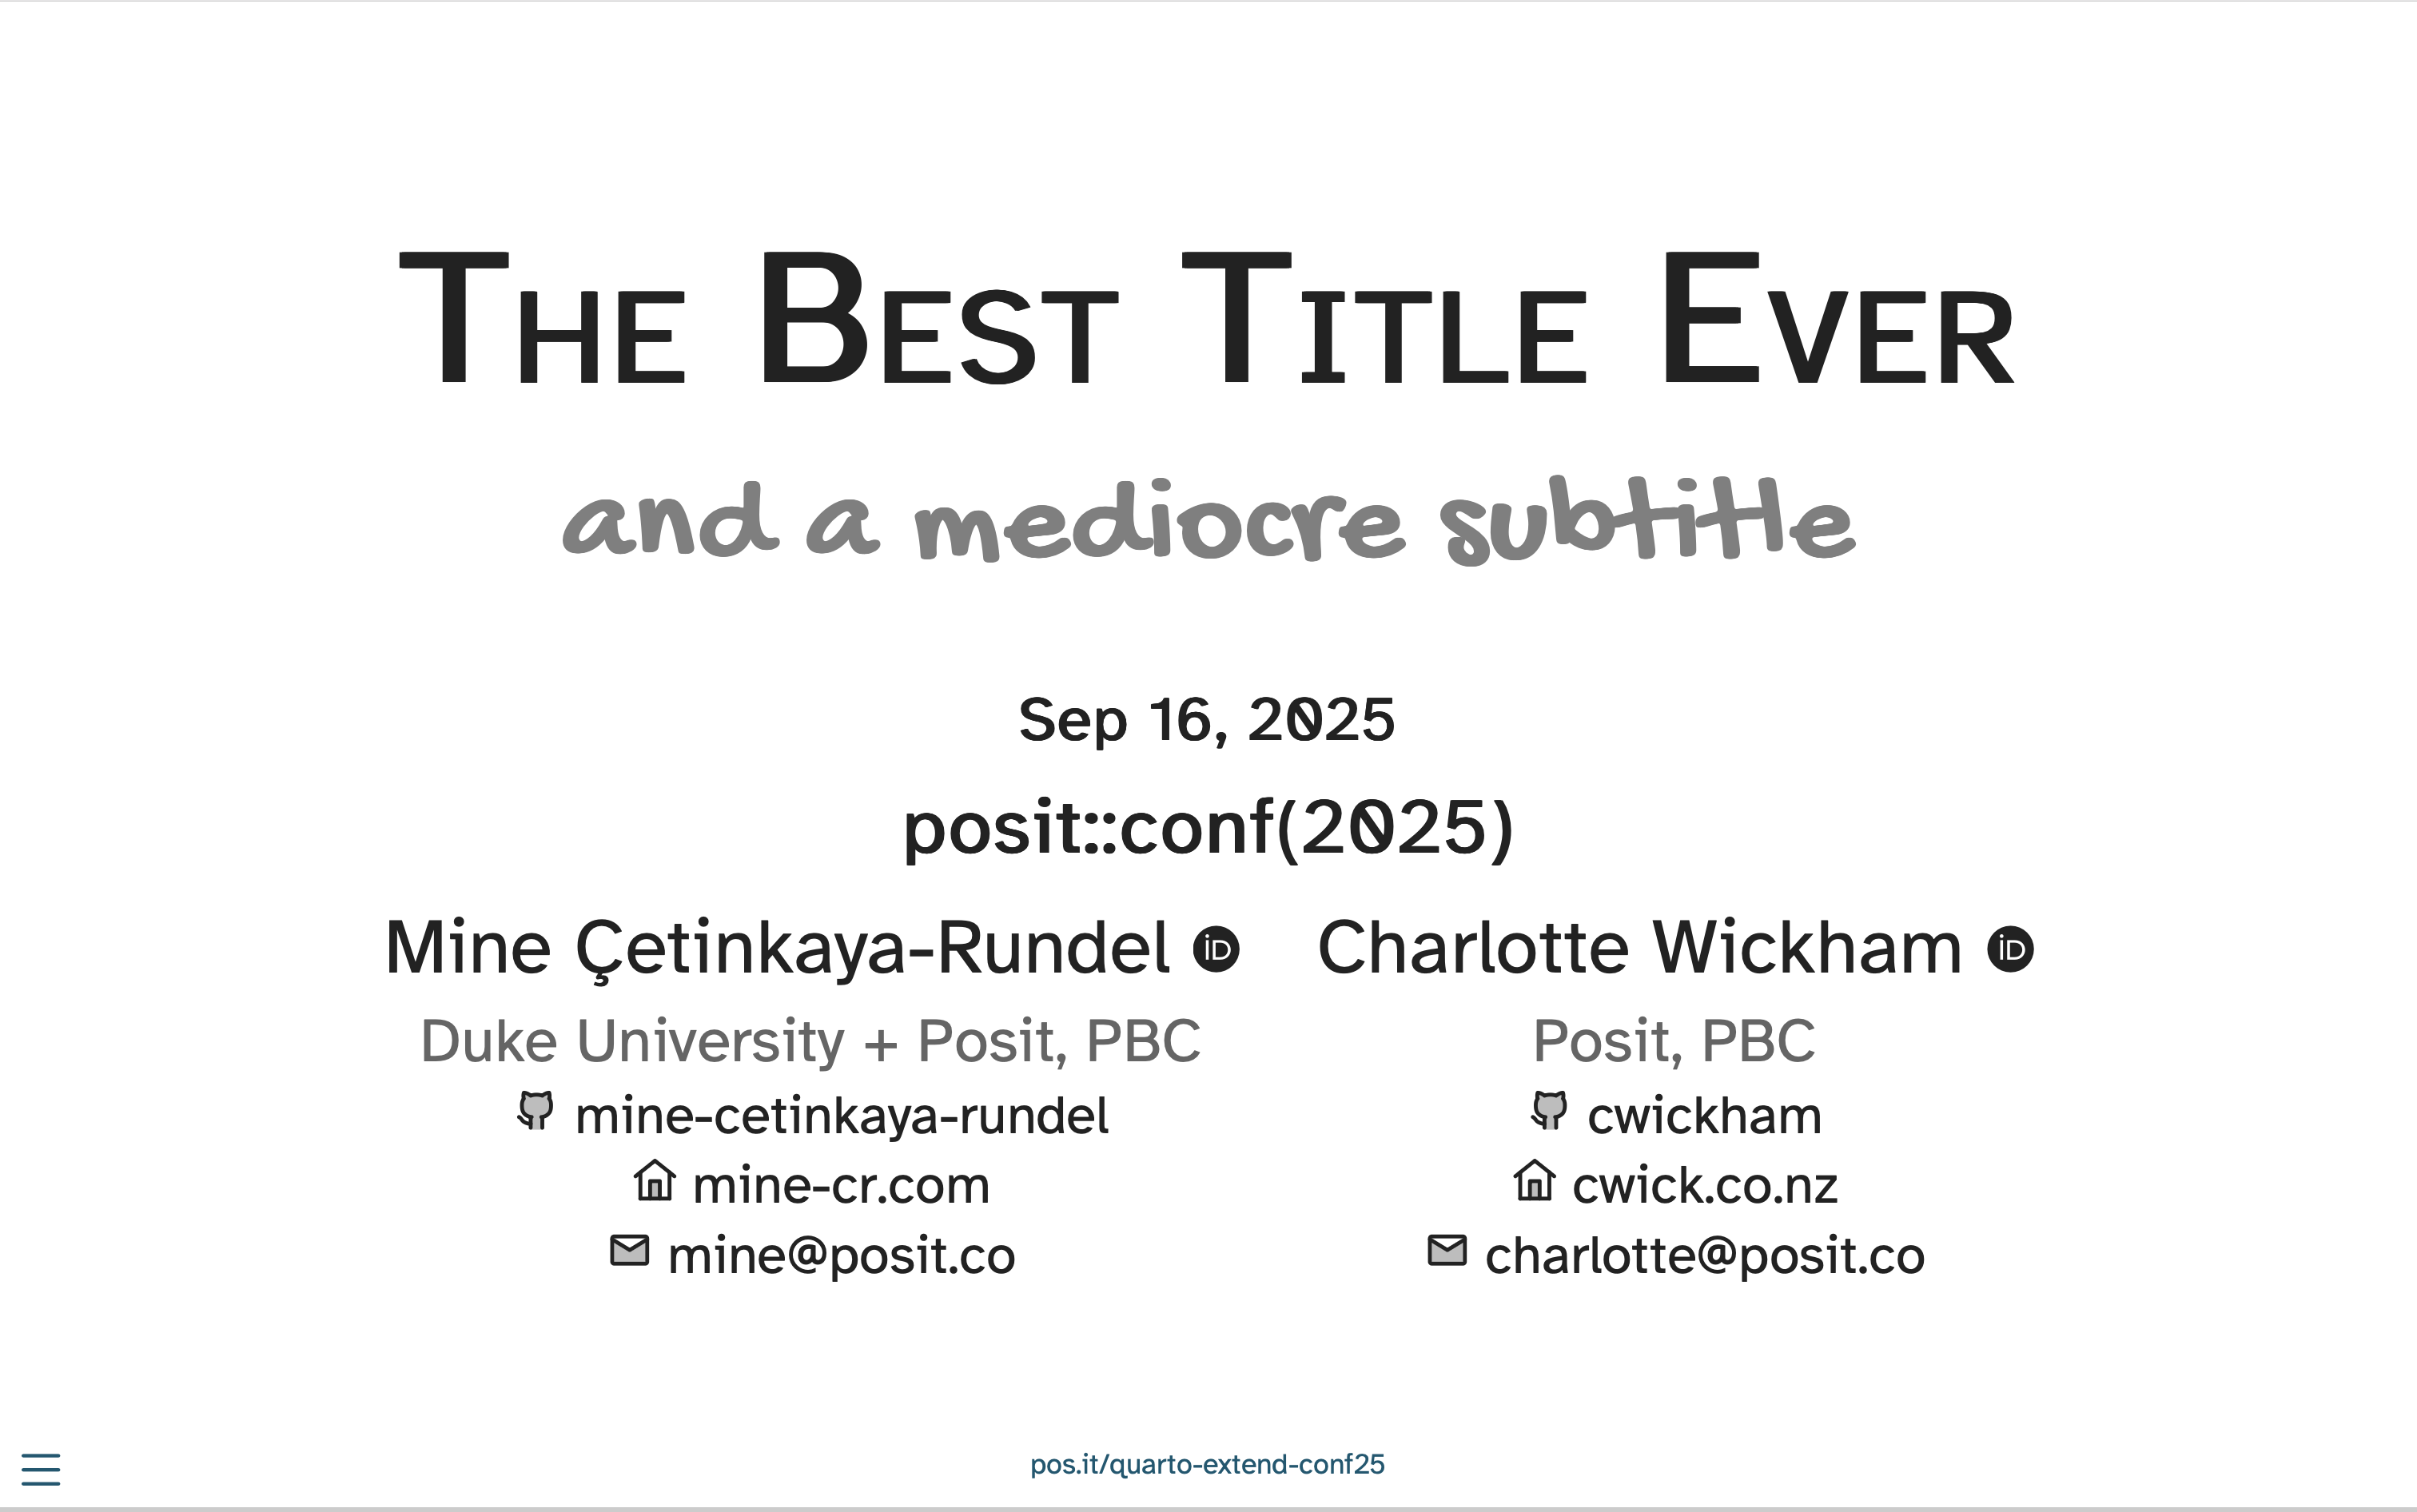 The Best Title Ever
and a mediocre subtitle
Sep 16, 2025
posit::conf(2025)
Mine Çetinkaya-Rundel iD
Duke University + Posit, PBC
mine-cetinkaya-rundel
mine-cr.com
mine@posit.co
Charlotte Wickham iD
Posit, PBC
cwickham
cwick.co.nz
charlotte@posit.co
pos.it/quarto-extend-conf25